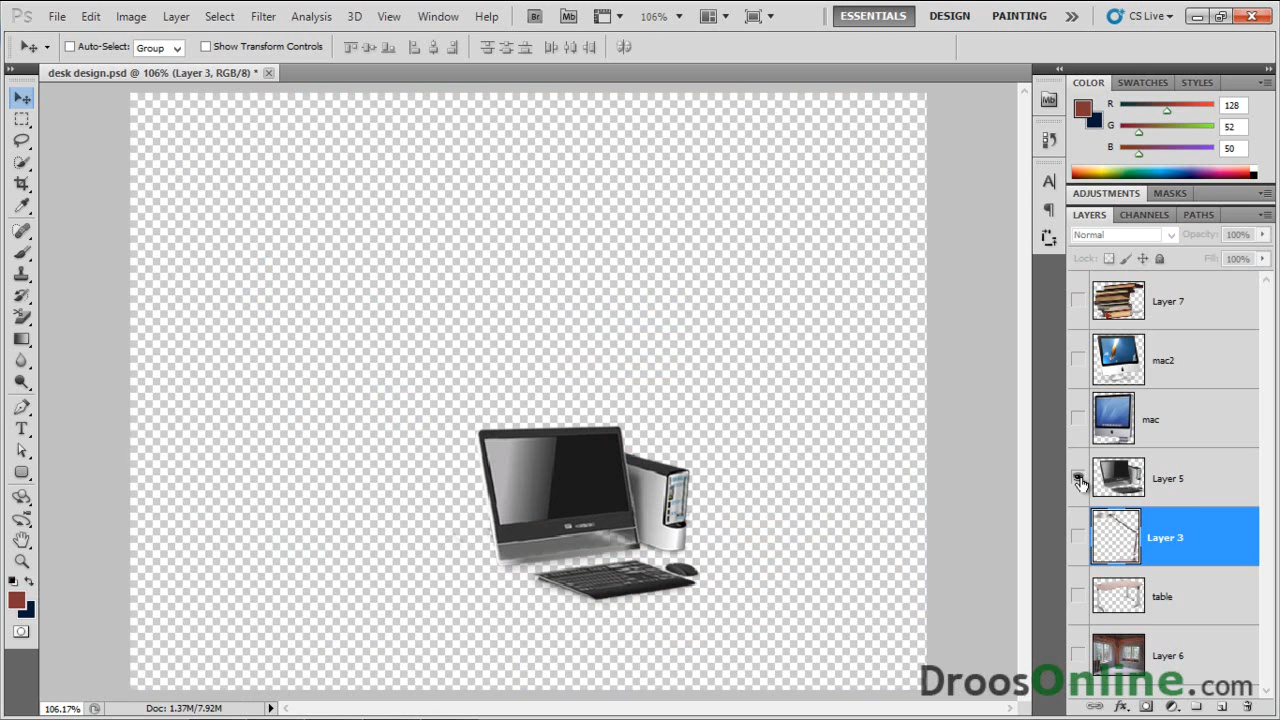 Ps File Edit Image Layer Select Filter Analysis 3D View Window Help Br Mb 106% ESSENTIALS DESIGN PAINTING CS Live
Auto-Select: Group Show Transform Controls
desk design.psd @ 106% (Layer 3, RGB/8) *
COLOR SWATCHES STYLES
Mb
R 128
G 52
B 50
ADJUSTMENTS MASKS
LAYERS CHANNELS PATHS
Normal Opacity: 100%
Lock: Fill: 100%
Layer 7
mac2
mac
Layer 5
Layer 3
table
Layer 6
DroosOnline.com
106.17% Doc: 1.37M/7.92M